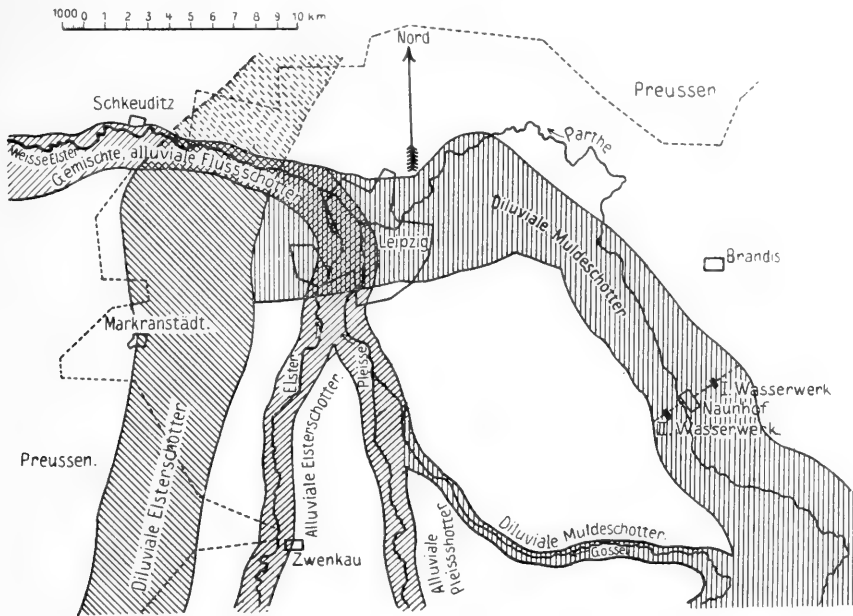 1000 0 1 2 3 4 5 6 7 8 9 10 km
Nord
Preussen
Schkeuditz
Parthe
Weisse Elster
Gemischte, alluviale Flussschotter
Leipzig
Diluviale Muldeschotter
Brandis
Markranstädt.
Elster
Pleisse
I. Wasserwerk
Naunhof
II. Wasserwerk
Preussen.
Diluviale Elsterschotter
Alluviale Elsterschotter.
Diluviale Muldeschotter.
Gössel
Zwenkau
Alluviale
Pleissshotter